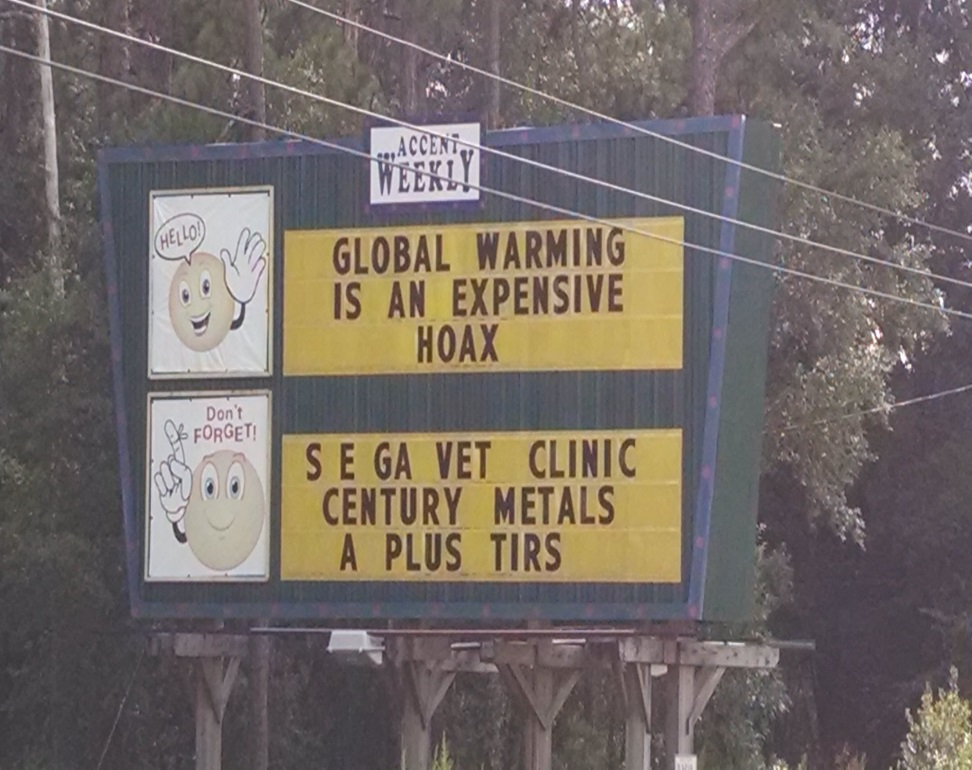 ACCENT
WEEKLY
HELLO!
GLOBAL WARMING
IS AN EXPENSIVE
HOAX
Don't
FORGET!
S E GA VET CLINIC
CENTURY METALS
A PLUS TIRS